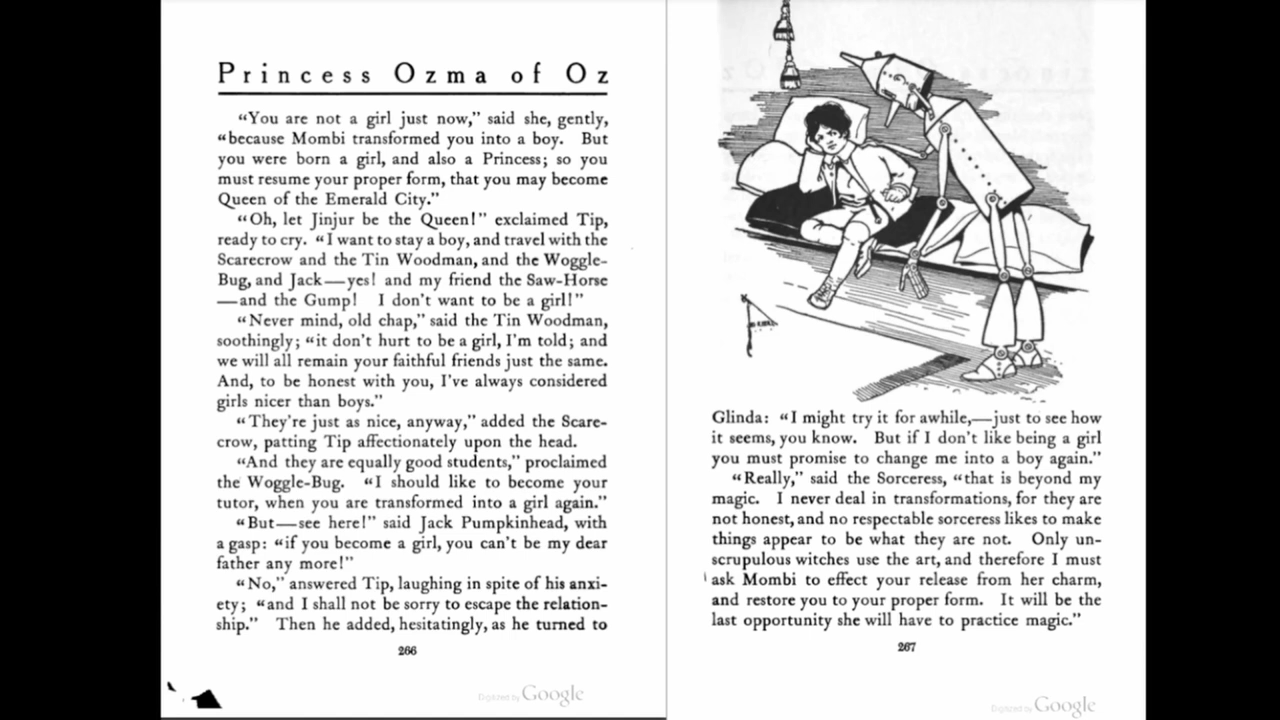 Princess Ozma of Oz
“You are not a girl just now,” said she, gently,
“because Mombi transformed you into a boy. But
you were born a girl, and also a Princess; so you
must resume your proper form, that you may become
Queen of the Emerald City.”
“Oh, let Jinjur be the Queen!” exclaimed Tip,
ready to cry. “I want to stay a boy, and travel with the
Scarecrow and the Tin Woodman, and the Woggle-
Bug, and Jack—yes! and my friend the Saw-Horse
—and the Gump! I don’t want to be a girl!”
“Never mind, old chap,” said the Tin Woodman,
soothingly; “it don’t hurt to be a girl, I’m told; and
we will all remain your faithful friends just the same.
And, to be honest with you, I’ve always considered
girls nicer than boys.”
“They’re just as nice, anyway,” added the Scare-
crow, patting Tip affectionately upon the head.
“And they are equally good students,” proclaimed
the Woggle-Bug. “I should like to become your
tutor, when you are transformed into a girl again.”
“But—see here!” said Jack Pumpkinhead, with
a gasp: “if you become a girl, you can’t be my dear
father any more!”
“No,” answered Tip, laughing in spite of his anxi-
ety; “and I shall not be sorry to escape the relation-
ship.” Then he added, hesitatingly, as he turned to
266
Digitized by Google
Glinda: “I might try it for awhile,—just to see how
it seems, you know. But if I don’t like being a girl
you must promise to change me into a boy again.”
“Really,” said the Sorceress, “that is beyond my
magic. I never deal in transformations, for they are
not honest, and no respectable sorceress likes to make
things appear to be what they are not. Only un-
scrupulous witches use the art, and therefore I must
ask Mombi to effect your release from her charm,
and restore you to your proper form. It will be the
last opportunity she will have to practice magic.”
267
Digitized by Google